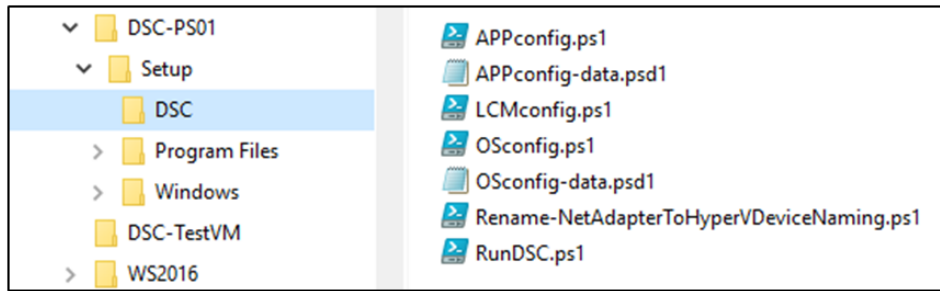 DSC-PS01
Setup
DSC
Program Files
Windows
DSC-TestVM
WS2016
APPconfig.ps1
APPconfig-data.psd1
LCMconfig.ps1
OSconfig.ps1
OSconfig-data.psd1
Rename-NetAdapterToHyperVDeviceNaming.ps1
RunDSC.ps1